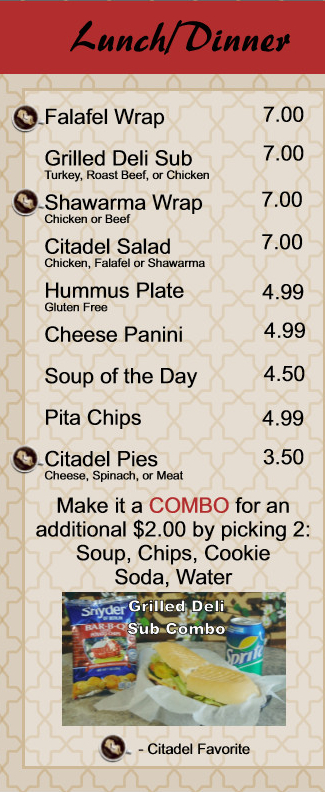 Lunch/Dinner
Falafel Wrap 7.00
Grilled Deli Sub 7.00
Turkey, Roast Beef, or Chicken
Shawarma Wrap 7.00
Chicken or Beef
Citadel Salad 7.00
Chicken, Falafel or Shawarma
Hummus Plate 4.99
Gluten Free
Cheese Panini 4.99
Soup of the Day 4.50
Pita Chips 4.99
Citadel Pies 3.50
Cheese, Spinach, or Meat
Make it a COMBO for an
additional $2.00 by picking 2:
Soup, Chips, Cookie
Soda, Water
Grilled Deli
Sub Combo
Snyder
BAR-B-Q
Sprite
- Citadel Favorite